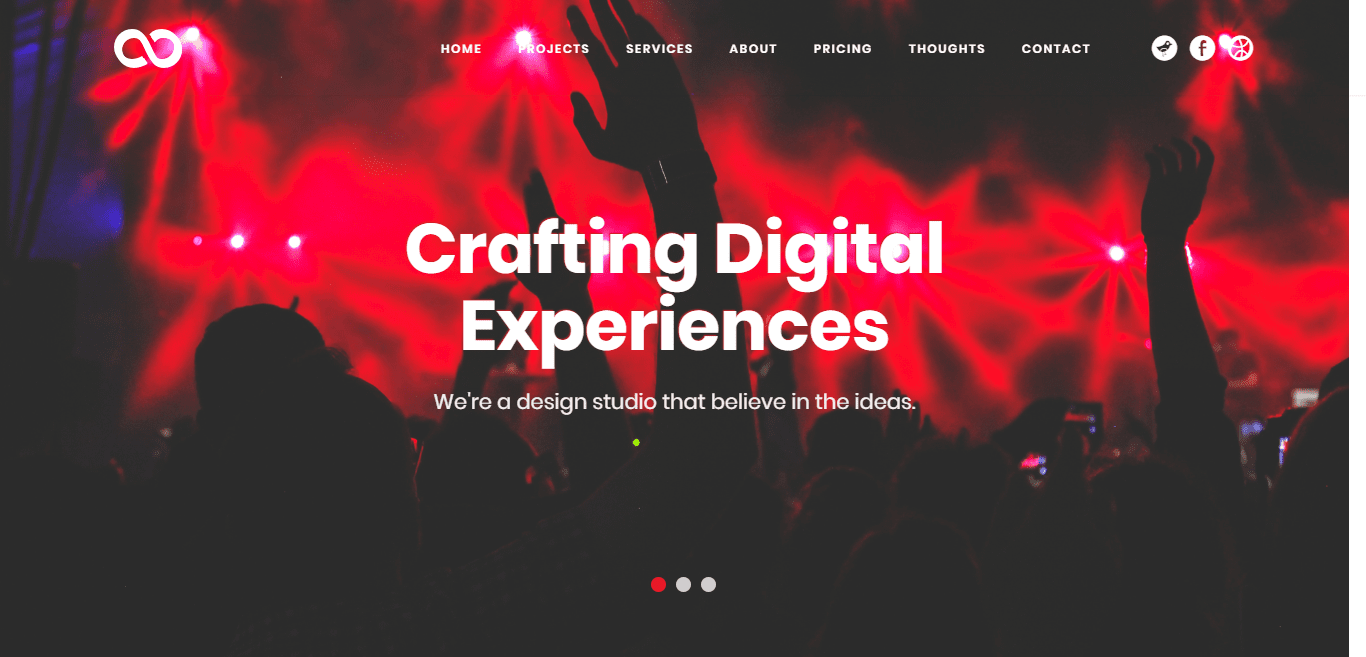 HOME PROJECTS SERVICES ABOUT PRICING THOUGHTS CONTACT
Crafting Digital
Experiences
We're a design studio that believe in the ideas.